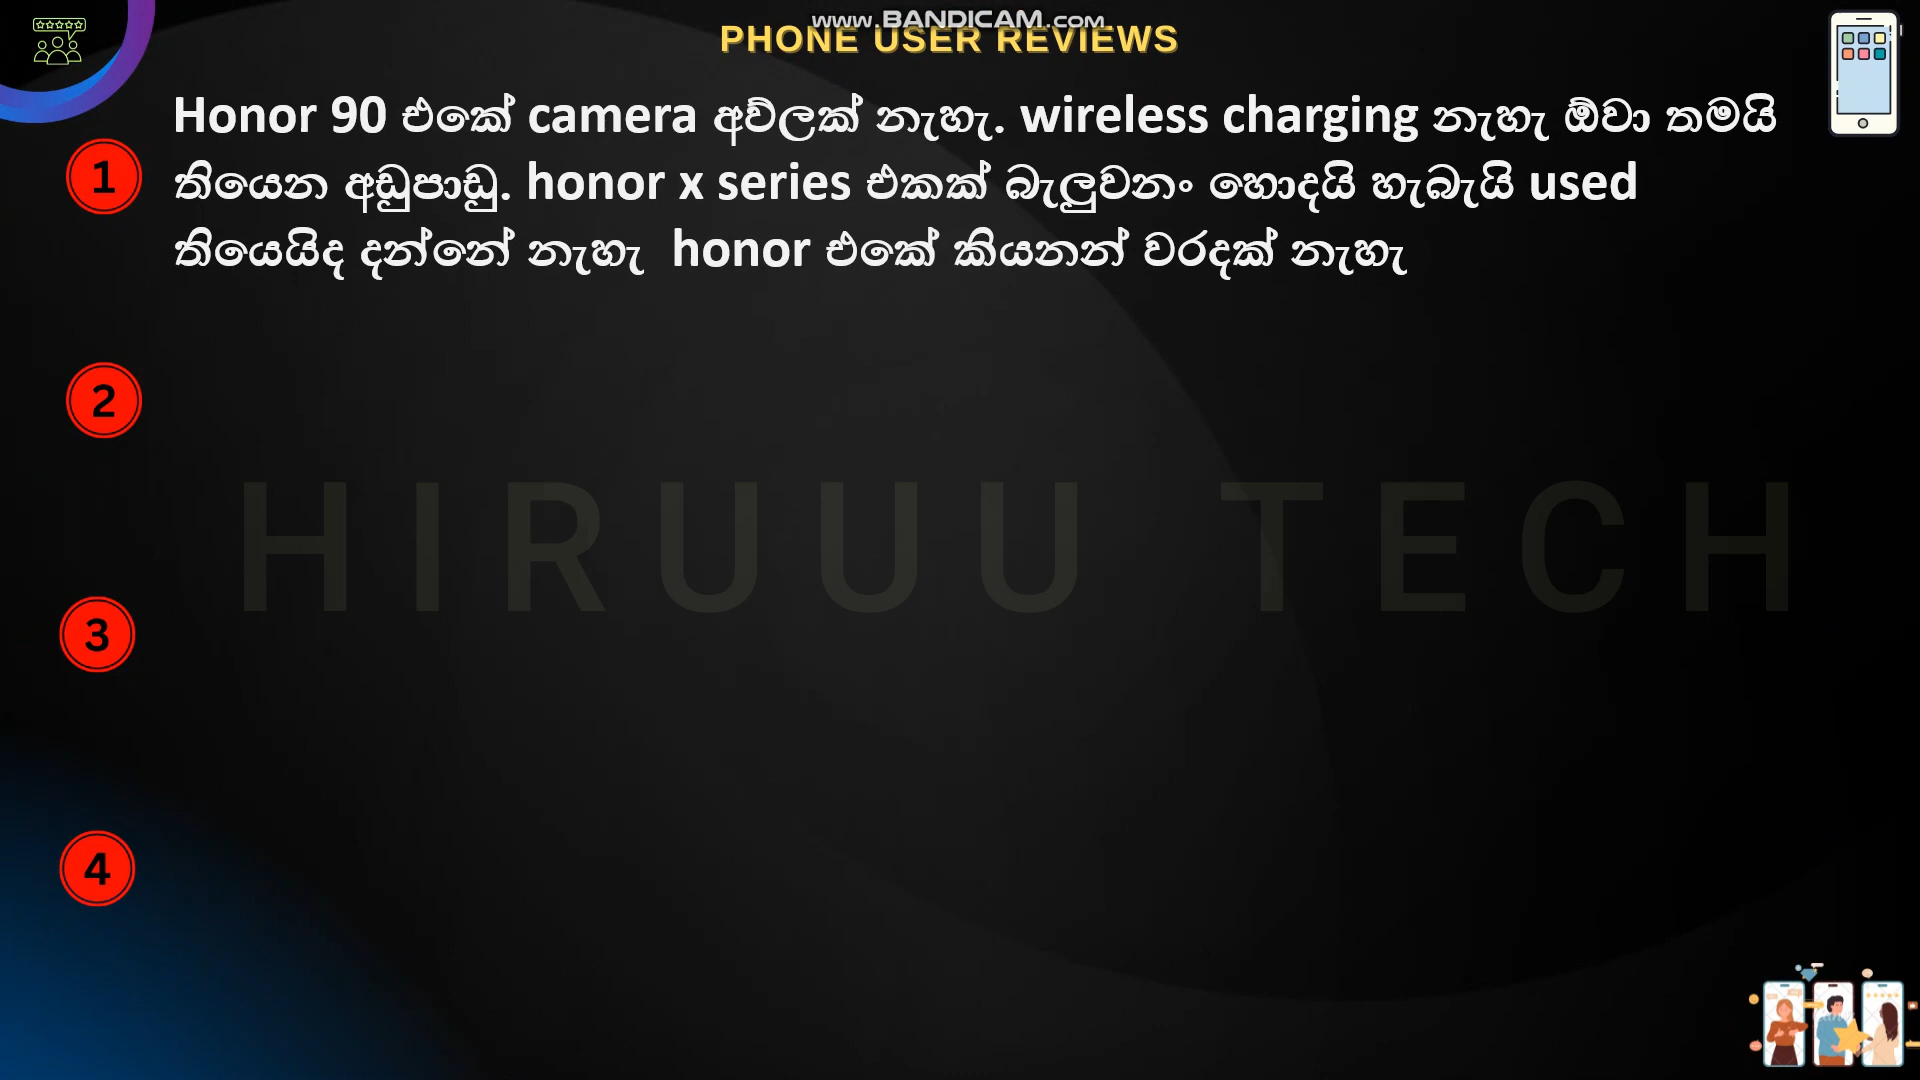 www.BANDICAM.com
PHONE USER REVIEWS
Honor 90 එකේ camera අව්ලක් නැහැ. wireless charging නැහැ ඕවා තමයි
1
තියෙන අඩුපාඩු. honor x series එකක් බැලුවනං හොදයි හැබැයි used
තියෙයිද දන්නේ නැහැ  honor එකේ කියනන් වරදක් නැහැ
2
HIRUUU TECH
3
4